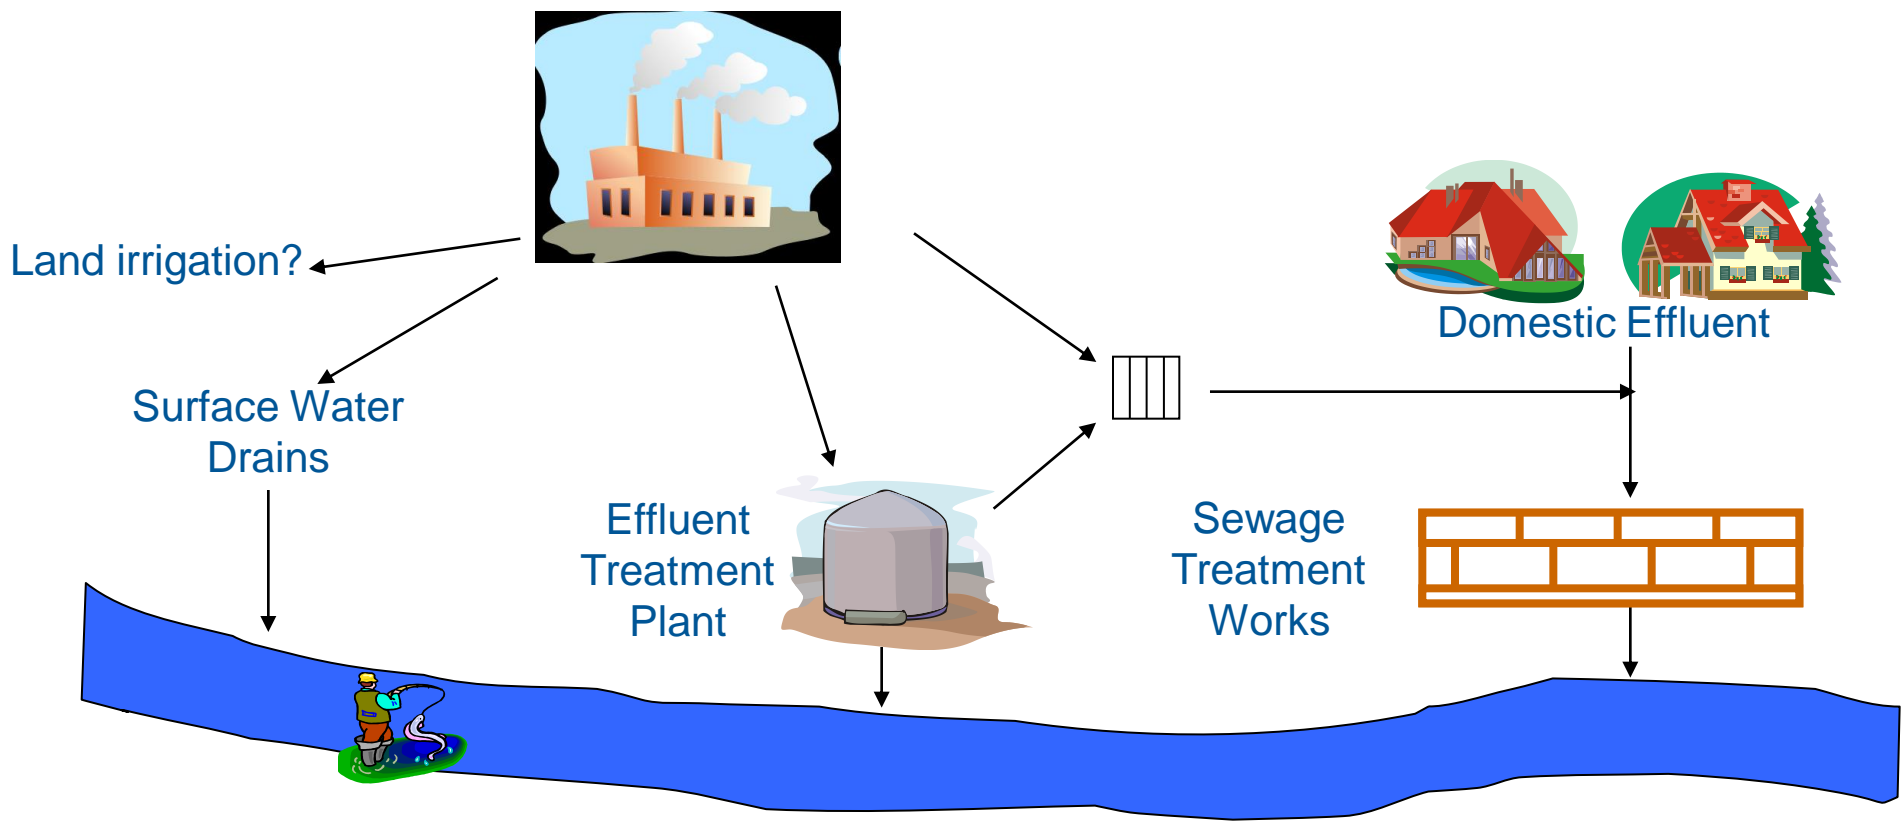 Land irrigation?
Domestic Effluent
Surface Water
Drains
Effluent
Treatment
Plant
Sewage
Treatment
Works